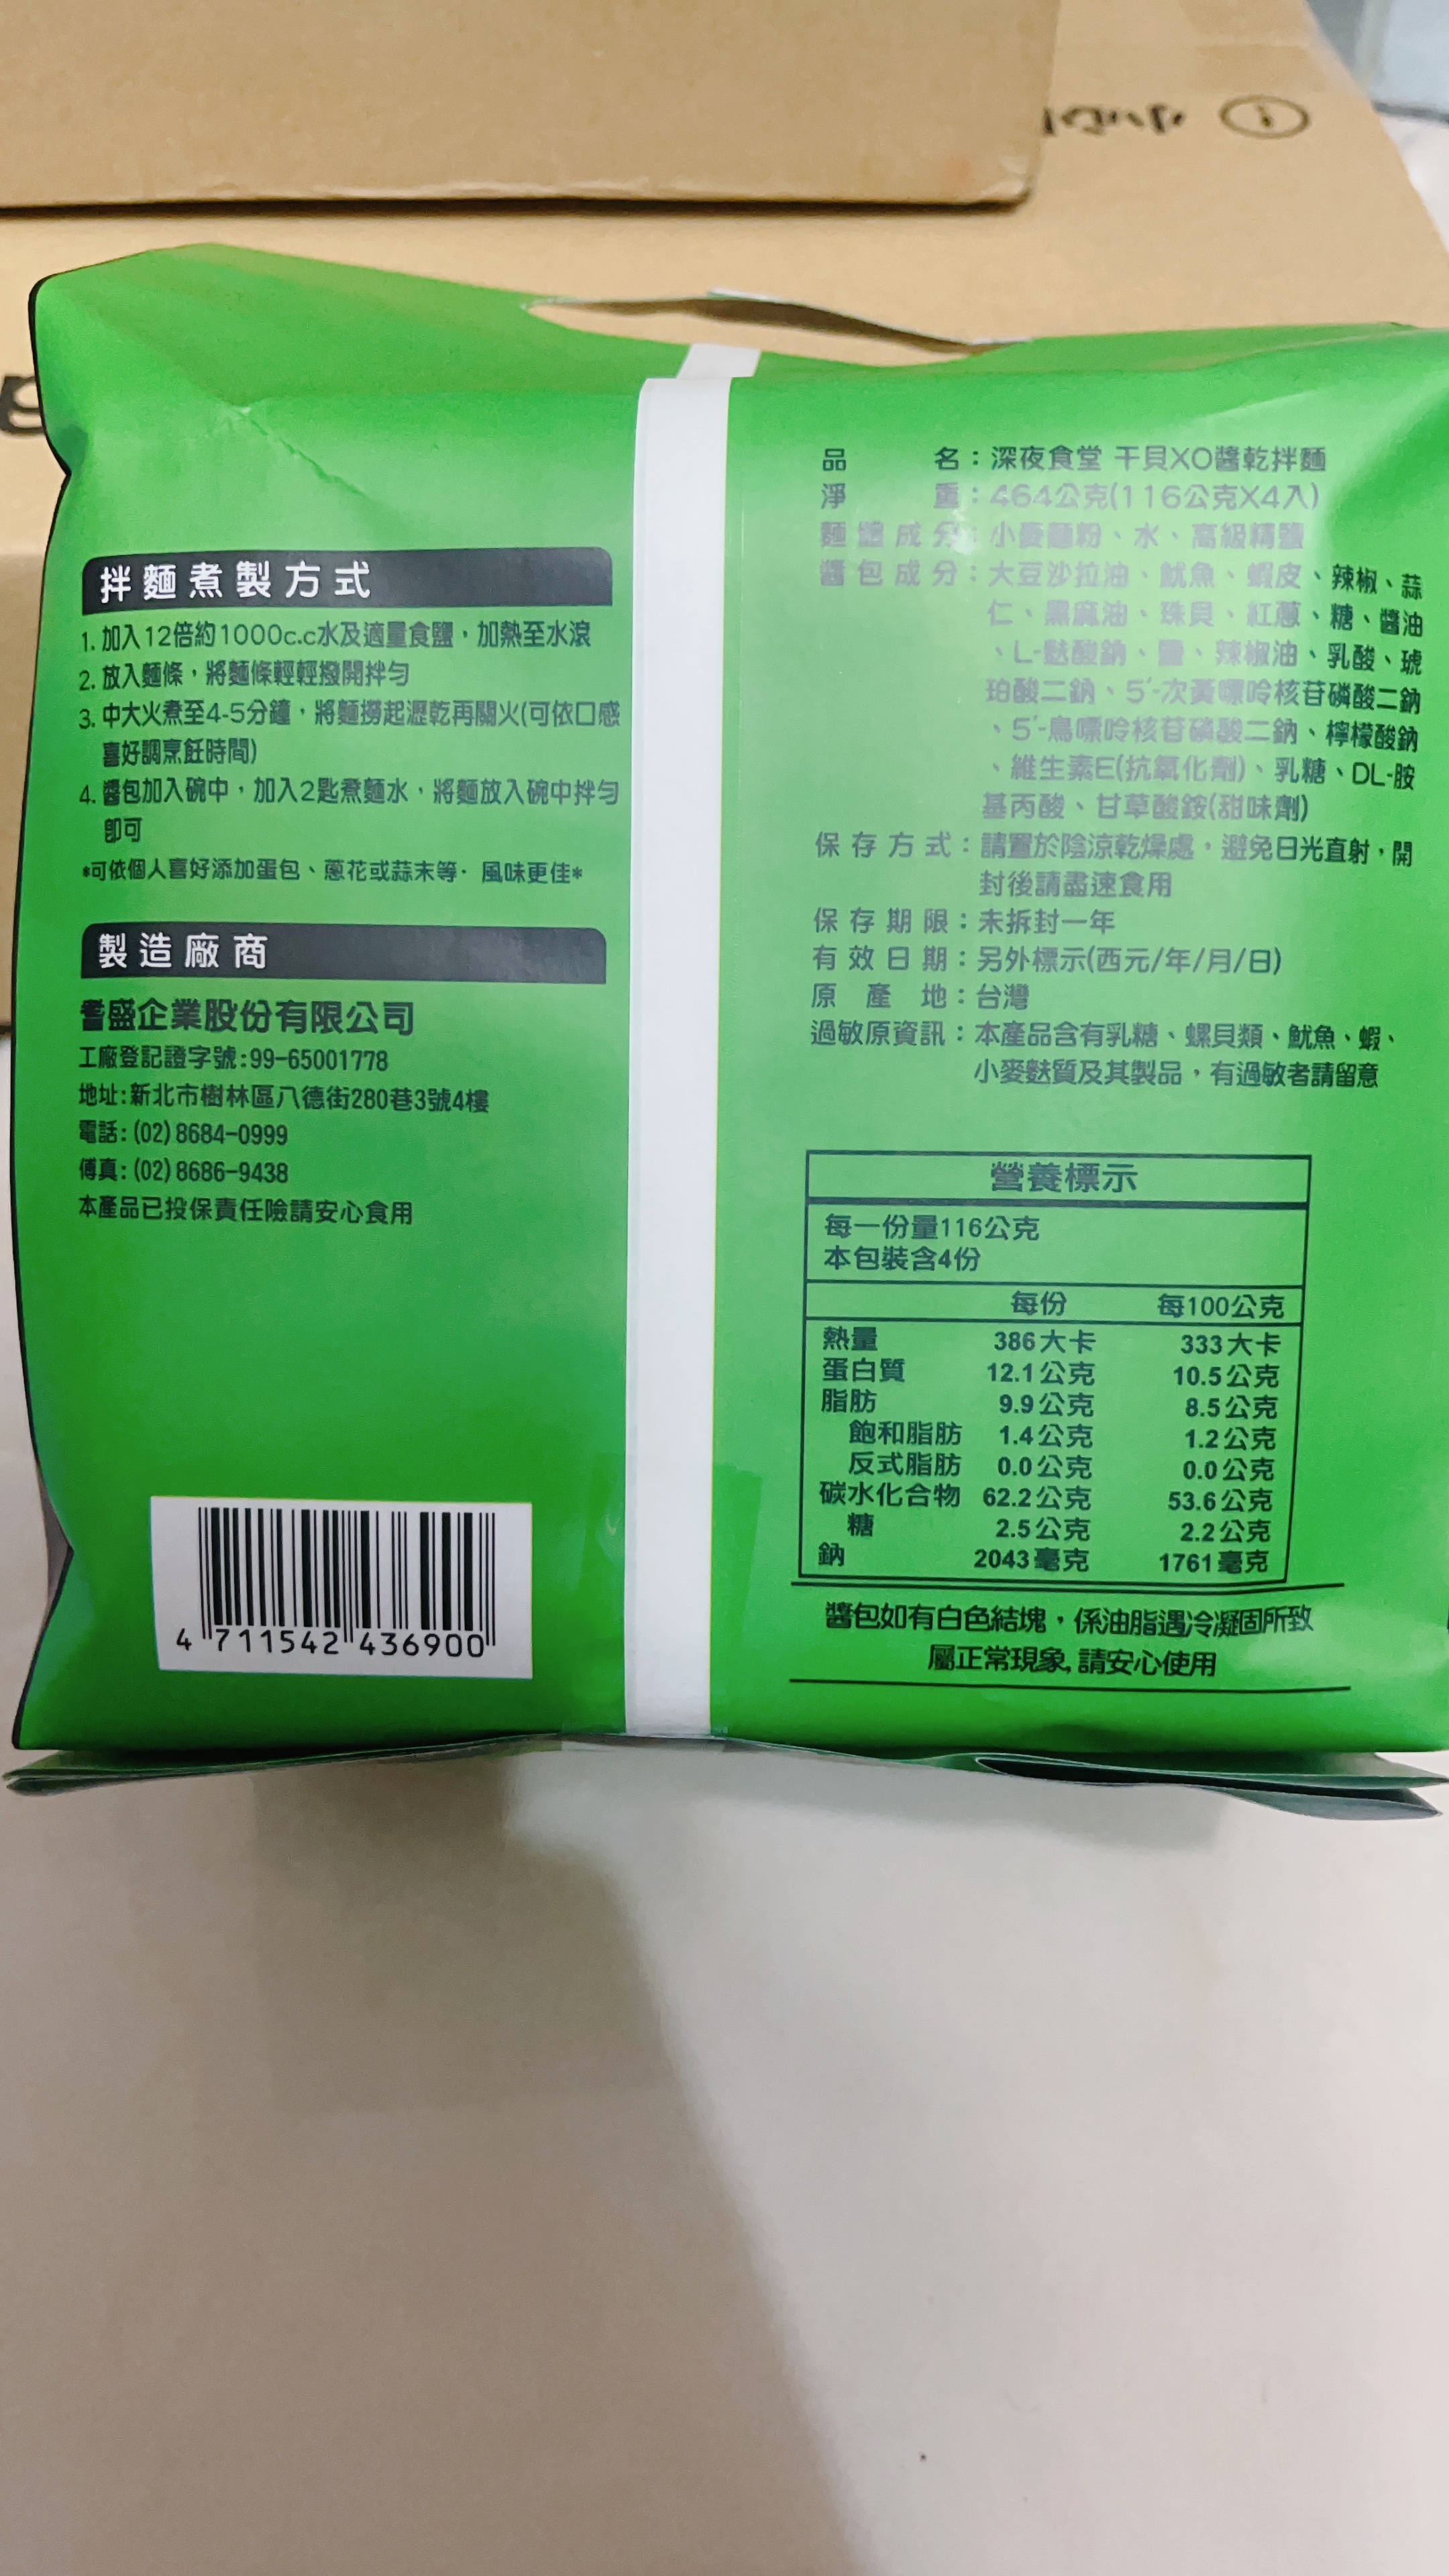 小心
拌麵煮製方式
1. 加入12倍約1000c.c水及適量食鹽，加熱至水滾
2. 放入麵條，將麵條輕輕撥開拌勻
3. 中大火煮至4-5分鐘，將麵撈起瀝乾再關火(可依口感
喜好調烹飪時間)
4. 醬包加入碗中，加入2匙煮麵水，將麵放入碗中拌勻
即可
*可依個人喜好添加蛋包、蔥花或蒜末等．風味更佳*
製造廠商
耆盛企業股份有限公司
工廠登記證字號:99-65001778
地址:新北市樹林區八德街280巷3號4樓
電話:(02)8684-0999
傅真:(02)8686-9438
本產品已投保責任險請安心食用
4 711542 436900
品名：深夜食堂 干貝XO醬乾拌麵
淨重：464公克(116公克X4入)
麵體成分：小麥麵粉、水、高級精鹽
醬包成分：大豆沙拉油、魷魚、蝦皮、辣椒、蒜
仁、黑麻油、珠貝、紅蔥、糖、醬油
、L-麩酸鈉、鹽、辣椒油、乳酸、琥
珀酸二鈉、5'-次黃嘌呤核苷磷酸二鈉
、5'-鳥嘌呤核苷磷酸二鈉、檸檬酸鈉
、維生素E(抗氧化劑)、乳糖、DL-胺
基丙酸、甘草酸銨(甜味劑)
保存方式：請置於陰涼乾燥處，避免日光直射，開
封後請盡速食用
保存期限：未拆封一年
有效日期：另外標示(西元/年/月/日)
原產地：台灣
過敏原資訊：本產品含有乳糖、螺貝類、魷魚、蝦、
小麥麩質及其製品，有過敏者請留意
營養標示
每一份量116公克
本包裝含4份
每份 每100公克
熱量 386大卡 333大卡
蛋白質 12.1公克 10.5公克
脂肪 9.9公克 8.5公克
飽和脂肪 1.4公克 1.2公克
反式脂肪 0.0公克 0.0公克
碳水化合物 62.2公克 53.6公克
糖 2.5公克 2.2公克
鈉 2043毫克 1761毫克
醬包如有白色結塊，係油脂遇冷凝固所致
屬正常現象,請安心使用